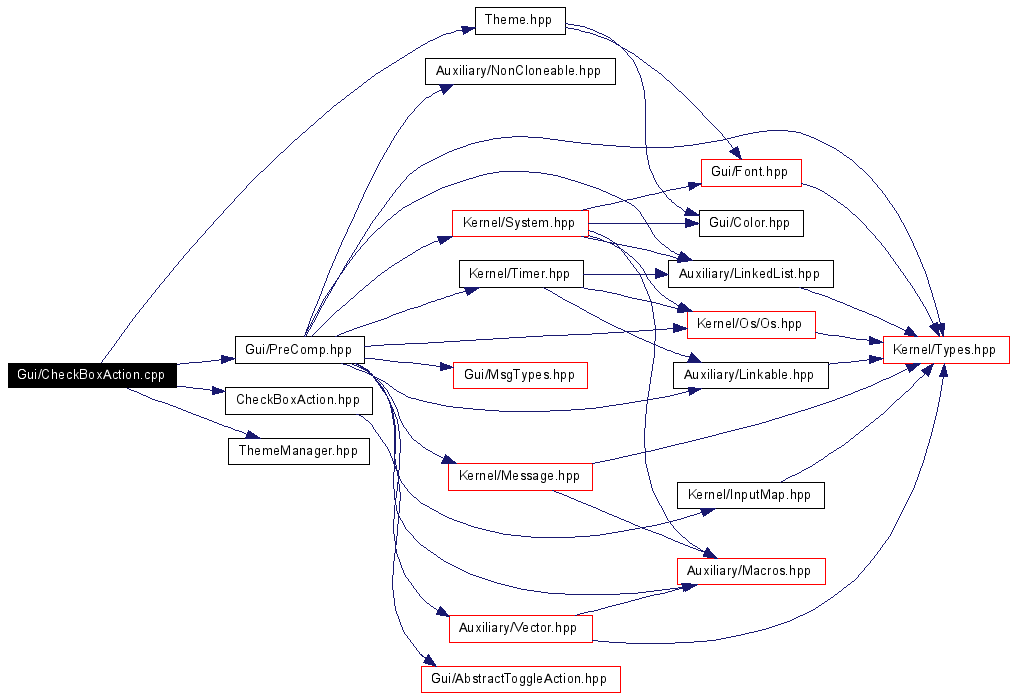 Theme.hpp
Auxiliary/NonCloneable.hpp
Gui/Font.hpp
Kernel/System.hpp
Gui/Color.hpp
Kernel/Timer.hpp
Auxiliary/LinkedList.hpp
Kernel/Os/Os.hpp
Gui/PreComp.hpp
Kernel/Types.hpp
Gui/CheckBoxAction.cpp
Gui/MsgTypes.hpp
Auxiliary/Linkable.hpp
CheckBoxAction.hpp
ThemeManager.hpp
Kernel/Message.hpp
Kernel/InputMap.hpp
Auxiliary/Macros.hpp
Auxiliary/Vector.hpp
Gui/AbstractToggleAction.hpp